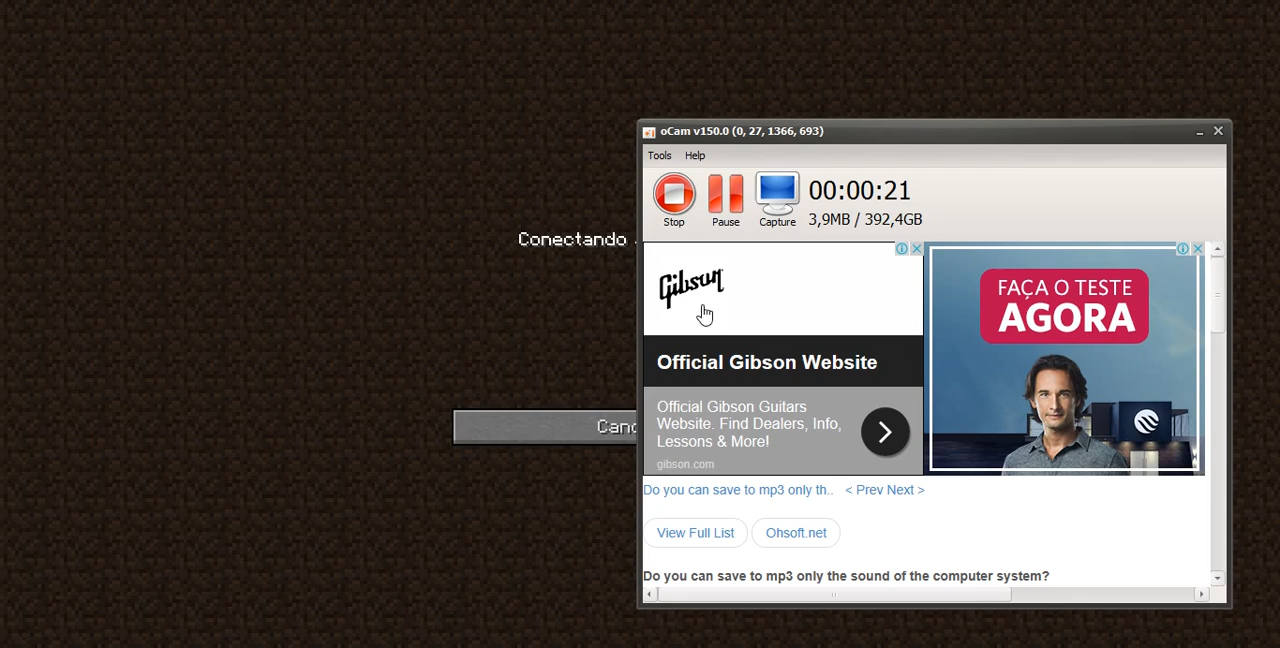 oCam v150.0 (0, 27, 1366, 693)
Tools Help
00:00:21
Stop Pause Capture 3,9MB / 392,4GB
Conectando
Gibson
FAÇA O TESTE
AGORA
Official Gibson Website
Official Gibson Guitars
Website. Find Dealers, Info,
Lessons & More!
gibson.com
Canc
Do you can save to mp3 only th.. < Prev Next >
View Full List Ohsoft.net
Do you can save to mp3 only the sound of the computer system?